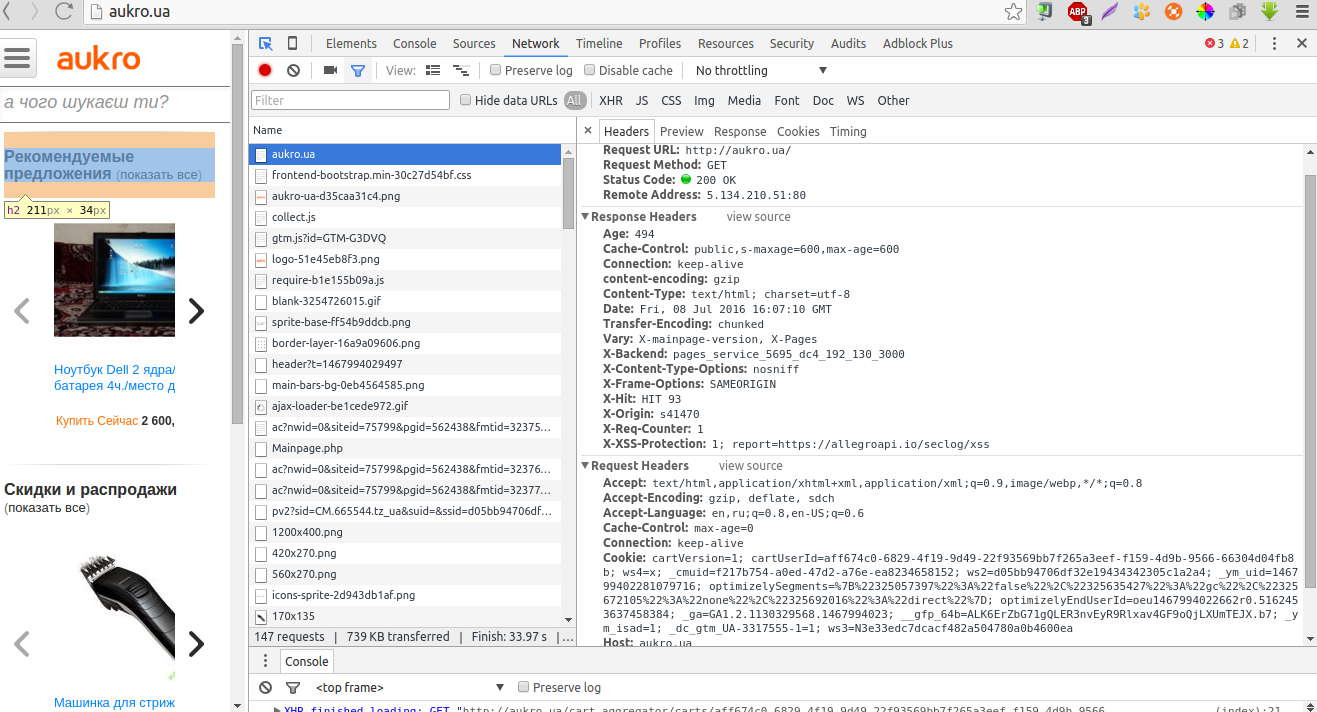 aukro.ua
ABP
3
aukro
а чого шукаєш ти?
Рекомендуемые
предложения (показать все)
h2 211px × 34px
Ноутбук Dell 2 ядра/
батарея 4ч./место д
Купить Сейчас 2 600,
Скидки и распродажи
(показать все)
Машинка для стриж
Elements Console Sources Network Timeline Profiles Resources Security Audits Adblock Plus 3 2
View: Preserve log Disable cache No throttling
Filter Hide data URLs All XHR JS CSS Img Media Font Doc WS Other
Name
aukro.ua
frontend-bootstrap.min-30c27d54bf.css
aukro-ua-d35caa31c4.png
collect.js
gtm.js?id=GTM-G3DVQ
logo-51e45eb8f3.png
require-b1e155b09a.js
blank-3254726015.gif
sprite-base-ff54b9ddcb.png
border-layer-16a9a09606.png
header?t=1467994029497
main-bars-bg-0eb4564585.png
ajax-loader-be1cede972.gif
ac?nwid=0&siteid=75799&pgid=562438&fmtid=32375...
Mainpage.php
ac?nwid=0&siteid=75799&pgid=562438&fmtid=32376...
ac?nwid=0&siteid=75799&pgid=562438&fmtid=32377...
pv2?sid=CM.665544.tz_ua&suid=&ssid=d05bb94706df...
1200x400.png
420x270.png
560x270.png
icons-sprite-2d943db1af.png
170x135
147 requests | 739 KB transferred | Finish: 33.97 s | ...
× Headers Preview Response Cookies Timing
Request URL: http://aukro.ua/
Request Method: GET
Status Code: 200 OK
Remote Address: 5.134.210.51:80
Response Headers view source
Age: 494
Cache-Control: public,s-maxage=600,max-age=600
Connection: keep-alive
content-encoding: gzip
Content-Type: text/html; charset=utf-8
Date: Fri, 08 Jul 2016 16:07:10 GMT
Transfer-Encoding: chunked
Vary: X-mainpage-version, X-Pages
X-Backend: pages_service_5695_dc4_192_130_3000
X-Content-Type-Options: nosniff
X-Frame-Options: SAMEORIGIN
X-Hit: HIT 93
X-Origin: s41470
X-Req-Counter: 1
X-XSS-Protection: 1; report=https://allegroapi.io/seclog/xss
Request Headers view source
Accept: text/html,application/xhtml+xml,application/xml;q=0.9,image/webp,*/*;q=0.8
Accept-Encoding: gzip, deflate, sdch
Accept-Language: en,ru;q=0.8,en-US;q=0.6
Cache-Control: max-age=0
Connection: keep-alive
Cookie: cartVersion=1; cartUserId=aff674c0-6829-4f19-9d49-22f93569bb7f265a3eef-f159-4d9b-9566-66304d04fb8
b; ws4=x; _cmuid=f217b754-a0ed-47d2-a76e-ea8234658152; ws2=d05bb94706df32e19434342305c1a2a4; _ym_uid=1467
99402281079716; optimizelySegments=%7B%22325057397%22%3A%22false%22%2C%22325635427%22%3A%22gc%22%2C%22325
672105%22%3A%22none%22%2C%22325692016%22%3A%22direct%22%7D; optimizelyEndUserId=oeu1467994022662r0.516245
3637458384; _ga=GA1.2.1130329568.1467994023; __gfp_64b=ALK6ErZbG71gQLER3nvEyR9Rlxav4GF9oQjLXUmTEJX.b7; _y
m_isad=1; _dc_gtm_UA-3317555-1=1; ws3=N3e33edc7dcacf482a504780a0b4600ea
Host: aukro.ua
Console
<top frame> Preserve log
XHR finished loading: GET "http://aukro.ua/cart aggregator/carts/aff674c0-6829-4f19-9d49-22f93569bb7f265a3eef-f159-4d9b-9566 (index):21